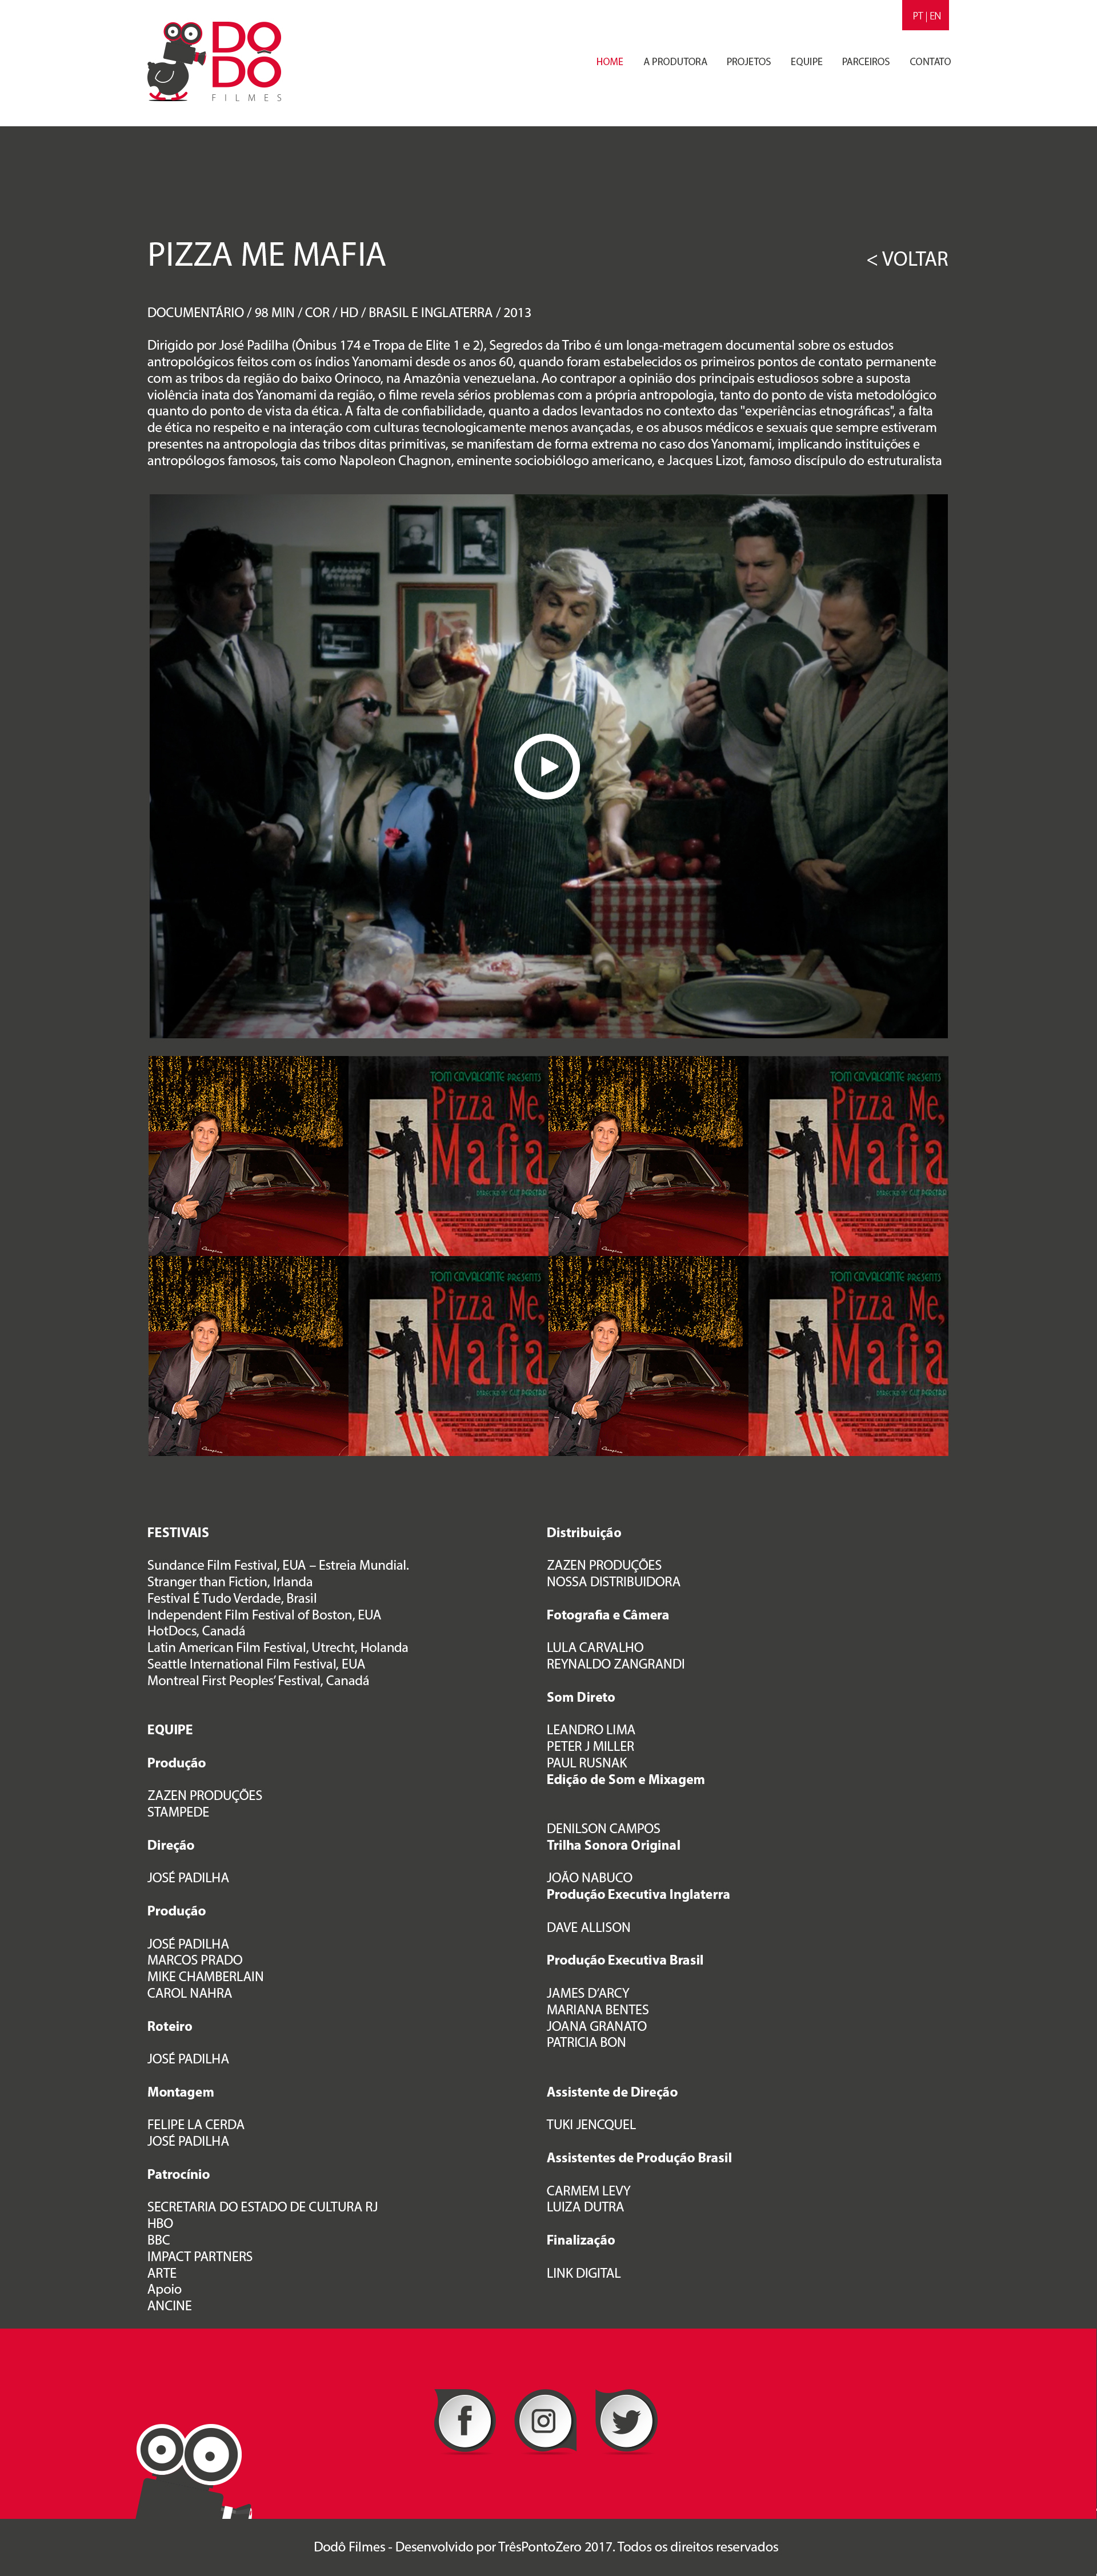 PT | EN
DO
DÔ
FILMES
HOME A PRODUTORA PROJETOS EQUIPE PARCEIROS CONTATO
PIZZA ME MAFIA
< VOLTAR
DOCUMENTÁRIO / 98 MIN / COR / HD / BRASIL E INGLATERRA / 2013
Dirigido por José Padilha (Ônibus 174 e Tropa de Elite 1 e 2), Segredos da Tribo é um longa-metragem documental sobre os estudos
antropológicos feitos com os índios Yanomami desde os anos 60, quando foram estabelecidos os primeiros pontos de contato permanente
com as tribos da região do baixo Orinoco, na Amazônia venezuelana. Ao contrapor a opinião dos principais estudiosos sobre a suposta
violência inata dos Yanomami da região, o filme revela sérios problemas com a própria antropologia, tanto do ponto de vista metodológico
quanto do ponto de vista da ética. A falta de confiabilidade, quanto a dados levantados no contexto das "experiências etnográficas", a falta
de ética no respeito e na interação com culturas tecnologicamente menos avançadas, e os abusos médicos e sexuais que sempre estiveram
presentes na antropologia das tribos ditas primitivas, se manifestam de forma extrema no caso dos Yanomami, implicando instituições e
antropólogos famosos, tais como Napoleon Chagnon, eminente sociobiólogo americano, e Jacques Lizot, famoso discípulo do estruturalista
TOM CAVALCANTE PRESENTS
Pizza Me,
Mafia
Champion
TOM CAVALCANTE PRESENTS
Pizza Me,
Mafia
Champion
TOM CAVALCANTE PRESENTS
Pizza Me,
Mafia
Champion
TOM CAVALCANTE PRESENTS
Pizza Me,
Mafia
Champion
FESTIVAIS
Sundance Film Festival, EUA – Estreia Mundial.
Stranger than Fiction, Irlanda
Festival É Tudo Verdade, Brasil
Independent Film Festival of Boston, EUA
HotDocs, Canadá
Latin American Film Festival, Utrecht, Holanda
Seattle International Film Festival, EUA
Montreal First Peoples’ Festival, Canadá
EQUIPE
Produção
ZAZEN PRODUÇÕES
STAMPEDE
Direção
JOSÉ PADILHA
Produção
JOSÉ PADILHA
MARCOS PRADO
MIKE CHAMBERLAIN
CAROL NAHRA
Roteiro
JOSÉ PADILHA
Montagem
FELIPE LA CERDA
JOSÉ PADILHA
Patrocínio
SECRETARIA DO ESTADO DE CULTURA RJ
HBO
BBC
IMPACT PARTNERS
ARTE
Apoio
ANCINE
Distribuição
ZAZEN PRODUÇÕES
NOSSA DISTRIBUIDORA
Fotografia e Câmera
LULA CARVALHO
REYNALDO ZANGRANDI
Som Direto
LEANDRO LIMA
PETER J MILLER
PAUL RUSNAK
Edição de Som e Mixagem
DENILSON CAMPOS
Trilha Sonora Original
JOÃO NABUCO
Produção Executiva Inglaterra
DAVE ALLISON
Produção Executiva Brasil
JAMES D’ARCY
MARIANA BENTES
JOANA GRANATO
PATRICIA BON
Assistente de Direção
TUKI JENCQUEL
Assistentes de Produção Brasil
CARMEM LEVY
LUIZA DUTRA
Finalização
LINK DIGITAL
Dodô Filmes - Desenvolvido por TrêsPontoZero 2017. Todos os direitos reservados